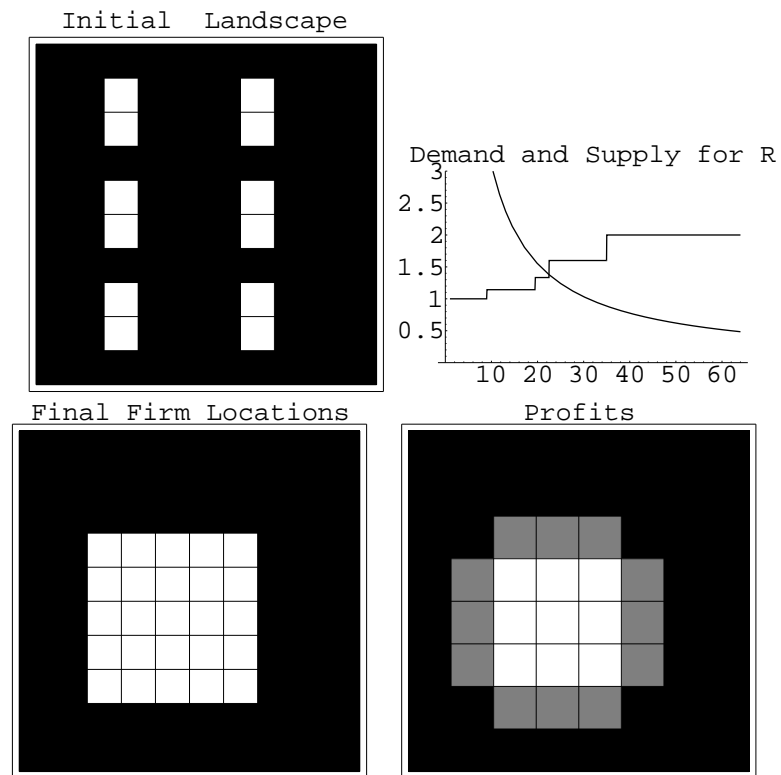 Initial Landscape
Demand and Supply for R
3
2.5
2
1.5
1
0.5
10 20 30 40 50 60
Final Firm Locations
Profits